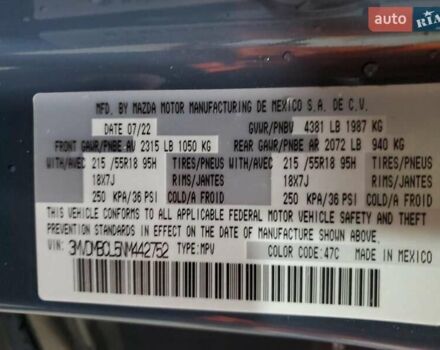 auto
RIA
MFD. BY MAZDA MOTOR MANUFACTURING DE MEXICO S.A. DE C.V.
DATE 07/22 GVWR/PNBV 4381 LB 1987 KG
FRONT GAWR/PNBE AV 2315 LB 1050 KG REAR GAWR/PNBE AR 2072 LB 940 KG
WITH/AVEC 215 /55R18 95H TIRES/PNEUS WITH/AVEC 215 /55R18 95H TIRES/PNEUS
18X7J RIMS/JANTES 18X7J RIMS/JANTES
250 KPA/36 PSI COLD/A FROID 250 KPA/36 PSI COLD/A FROID
THIS VEHICLE CONFORMS TO ALL APPLICABLE FEDERAL MOTOR VEHICLE SAFETY AND THEFT
PREVENTION STANDARDS IN EFFECT ON THE DATE OF MANUFACTURE SHOWN ABOVE.
VIN: 3MVDMBCL5NM442752 TYPE: MPV COLOR CODE: 47C MADE IN MEXICO